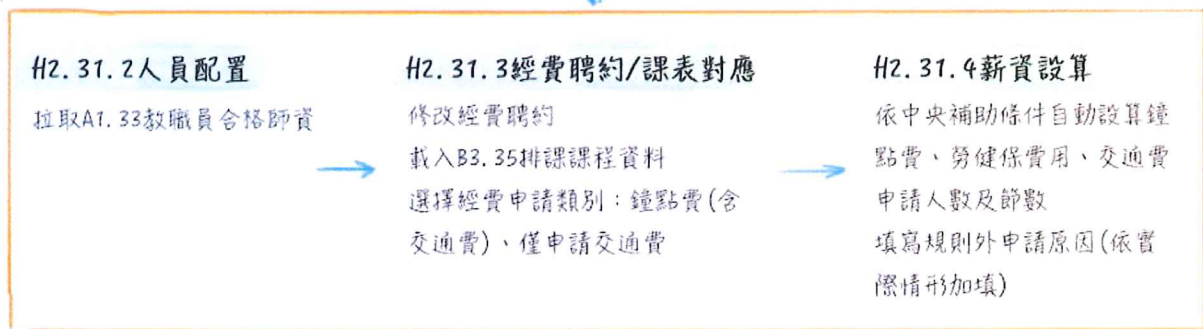 H2.31.2人員配置
拉取A1.33教職員合格師資
H2.31.3經費聘約/課表對應
修改經費聘約
載入B3.35排課課程資料
選擇經費申請類別：鐘點費(含
交通費)、僅申請交通費
H2.31.4薪資設算
依中央補助條件自動設算鐘
點費、勞健保費用、交通費
申請人數及節數
填寫規則外申請原因(依實
際情形加填)